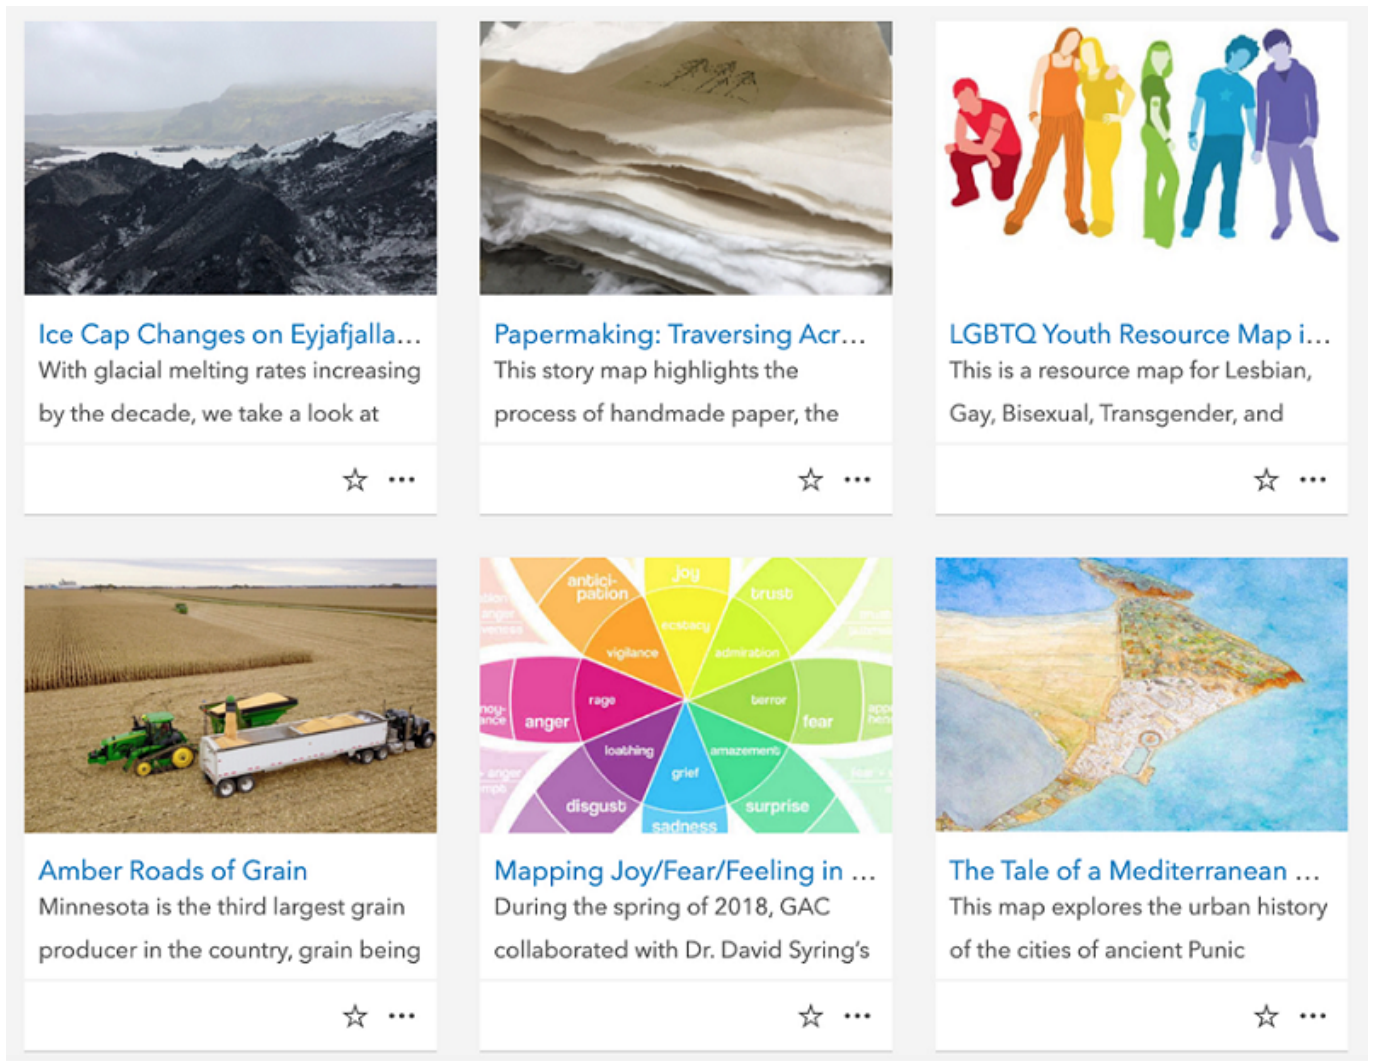 Ice Cap Changes on Eyjafjalla...
With glacial melting rates increasing
by the decade, we take a look at
Papermaking: Traversing Acr...
This story map highlights the
process of handmade paper, the
LGBTQ Youth Resource Map i...
This is a resource map for Lesbian,
Gay, Bisexual, Transgender, and
antici-
pation
joy
trust
ecstacy
vigilance
admiration
anger
rage
terror
anger
fear
loathing
amazement
grief
disgust
surprise
sadness
Amber Roads of Grain
Minnesota is the third largest grain
producer in the country, grain being
Mapping Joy/Fear/Feeling in ...
During the spring of 2018, GAC
collaborated with Dr. David Syring's
The Tale of a Mediterranean ...
This map explores the urban history
of the cities of ancient Punic